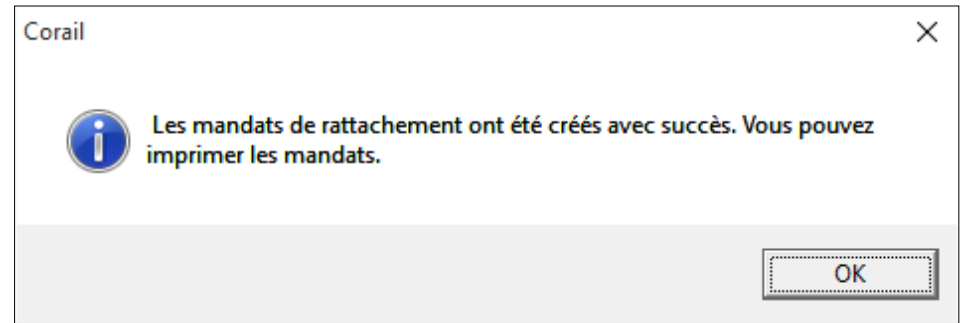 Corail
Les mandats de rattachement ont été créés avec succès. Vous pouvez
imprimer les mandats.
OK